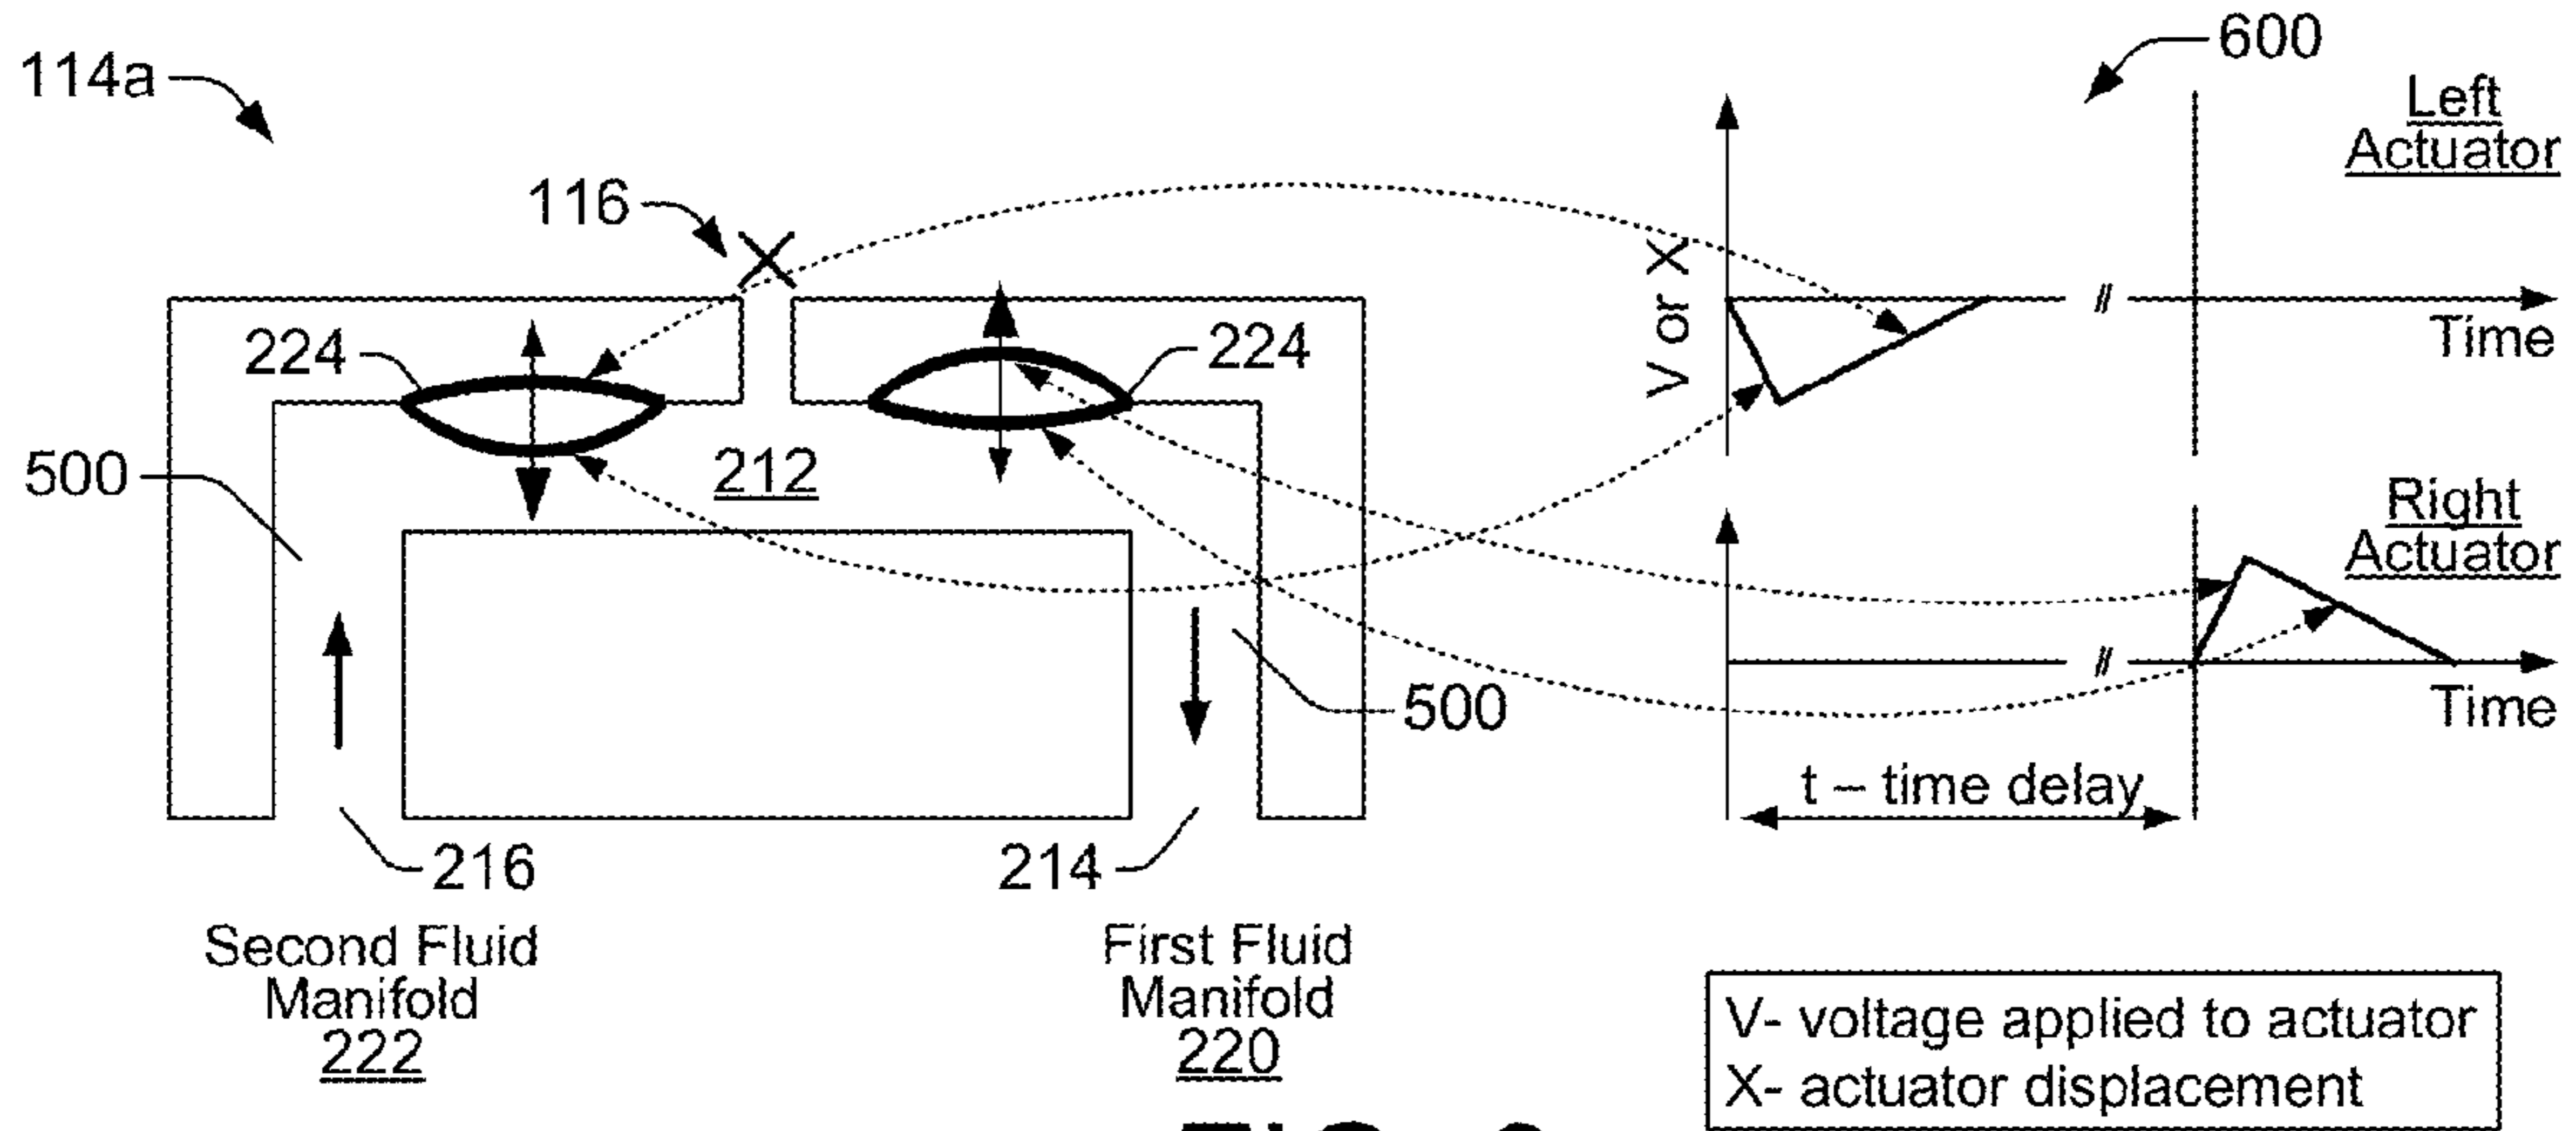 114a
600
Left
Actuator
116
V or X
224
224
Time
500
212
Right
Actuator
500
Time
t – time delay
216
214
Second Fluid
Manifold
222
First Fluid
Manifold
220
V- voltage applied to actuator
X- actuator displacement